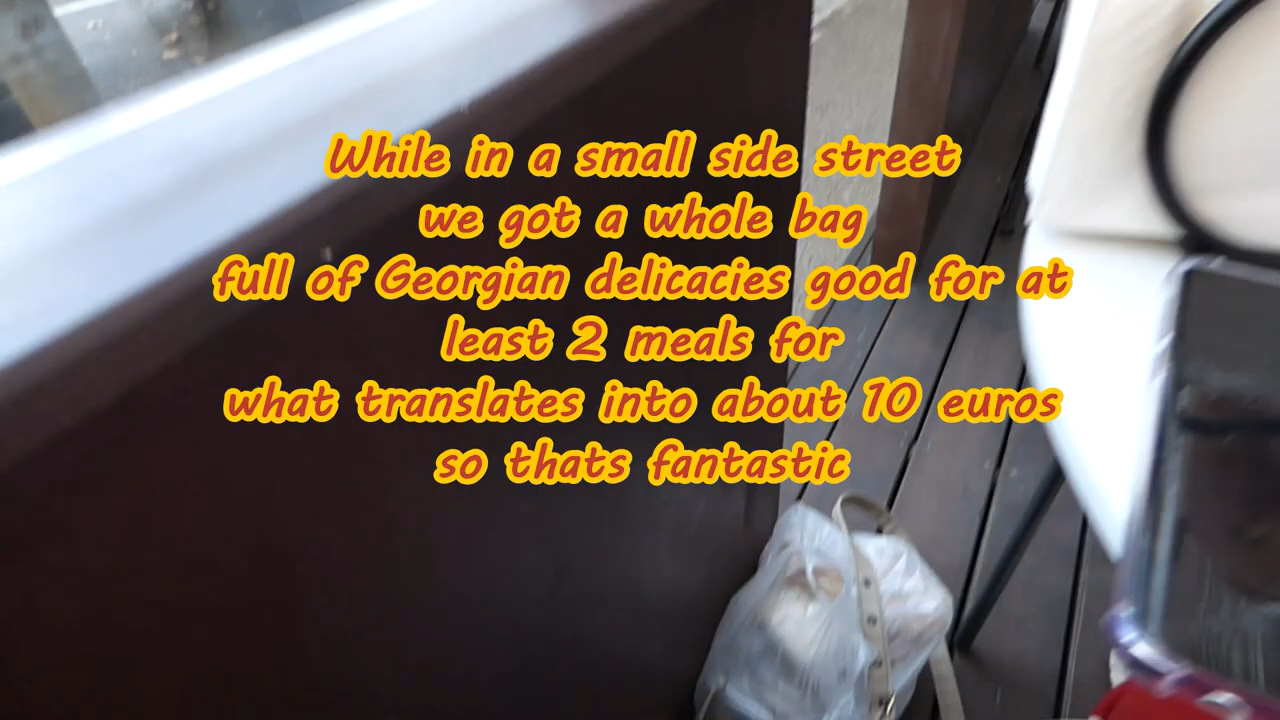 While in a small side street
we got a whole bag
full of Georgian delicacies good for at
least 2 meals for
what translates into about 10 euros
so thats fantastic